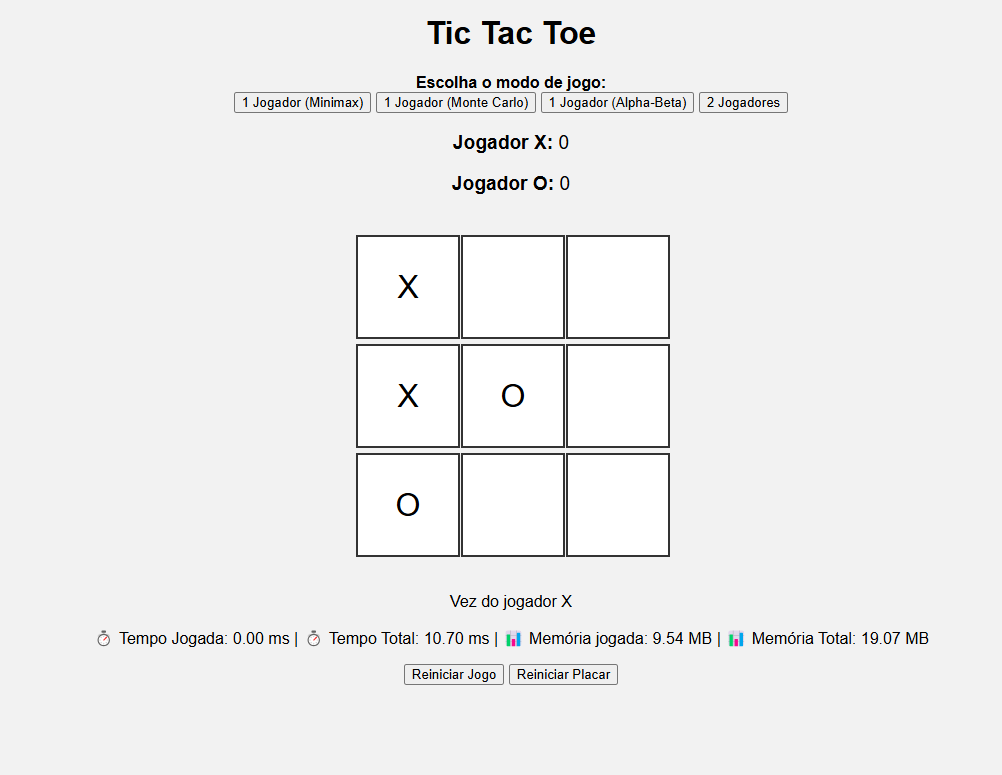 Tic Tac Toe
Escolha o modo de jogo:
1 Jogador (Minimax) 1 Jogador (Monte Carlo) 1 Jogador (Alpha-Beta) 2 Jogadores
Jogador X: 0
Jogador O: 0
X
X O
O
Vez do jogador X
Tempo Jogada: 0.00 ms | Tempo Total: 10.70 ms | Memória jogada: 9.54 MB | Memória Total: 19.07 MB
Reiniciar Jogo Reiniciar Placar